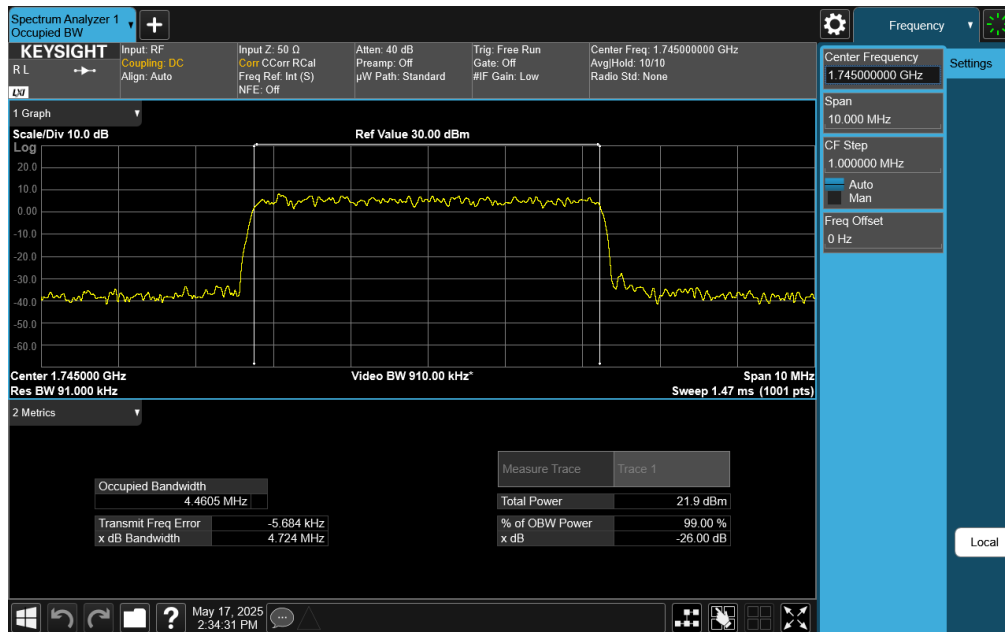 Spectrum Analyzer 1
Occupied BW
Frequency
KEYSIGHT
R L
LXI
Input: RF
Coupling: DC
Align: Auto
Input Z: 50 Ω
Corr CCorr RCal
Freq Ref: Int (S)
NFE: Off
Atten: 40 dB
Preamp: Off
µW Path: Standard
Trig: Free Run
Gate: Off
#IF Gain: Low
Center Freq: 1.745000000 GHz
Avg|Hold: 10/10
Radio Std: None
Center Frequency
1.745000000 GHz
Settings
Span
10.000 MHz
CF Step
1.000000 MHz
Auto
Man
Freq Offset
0 Hz
Local
1 Graph
Scale/Div 10.0 dB
Ref Value 30.00 dBm
Log
20.0
10.0
0.00
-10.0
-20.0
-30.0
-40.0
-50.0
-60.0
Center 1.745000 GHz
Video BW 910.00 kHz*
Span 10 MHz
Res BW 91.000 kHz
Sweep 1.47 ms (1001 pts)
2 Metrics
Measure Trace
Trace 1
Occupied Bandwidth
4.4605 MHz
Total Power
21.9 dBm
Transmit Freq Error
-5.684 kHz
% of OBW Power
99.00 %
x dB Bandwidth
4.724 MHz
x dB
-26.00 dB
?
May 17, 2025
2:34:31 PM